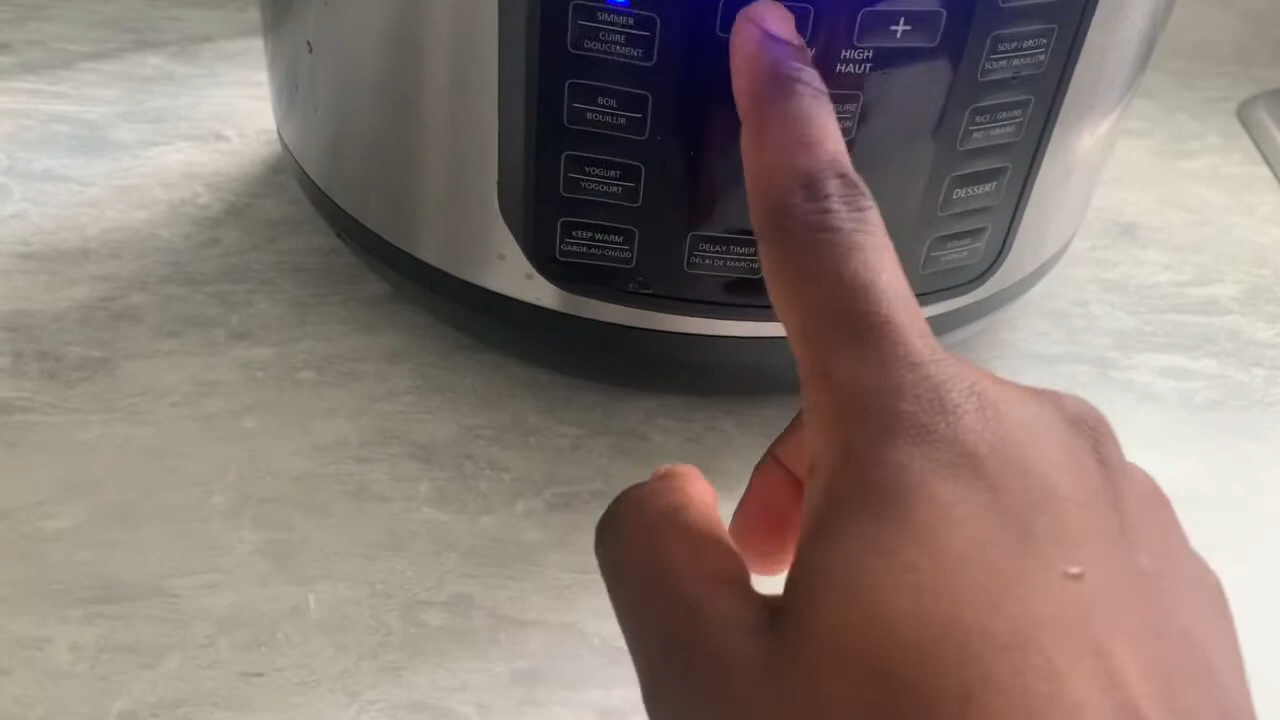 SIMMER
CUIRE
DOUCEMENT
BOIL
BOUILLIR
YOGURT
YOGOURT
KEEP WARM
GARDE-AU-CHAUD
DELAY TIMER
DÉLAI DE MARCHE
+
HIGH
HAUT
SOUP / BROTH
SOUPE / BOUILLON
RICE / GRAINS
RIZ / GRAINS
DESSERT
STEAM